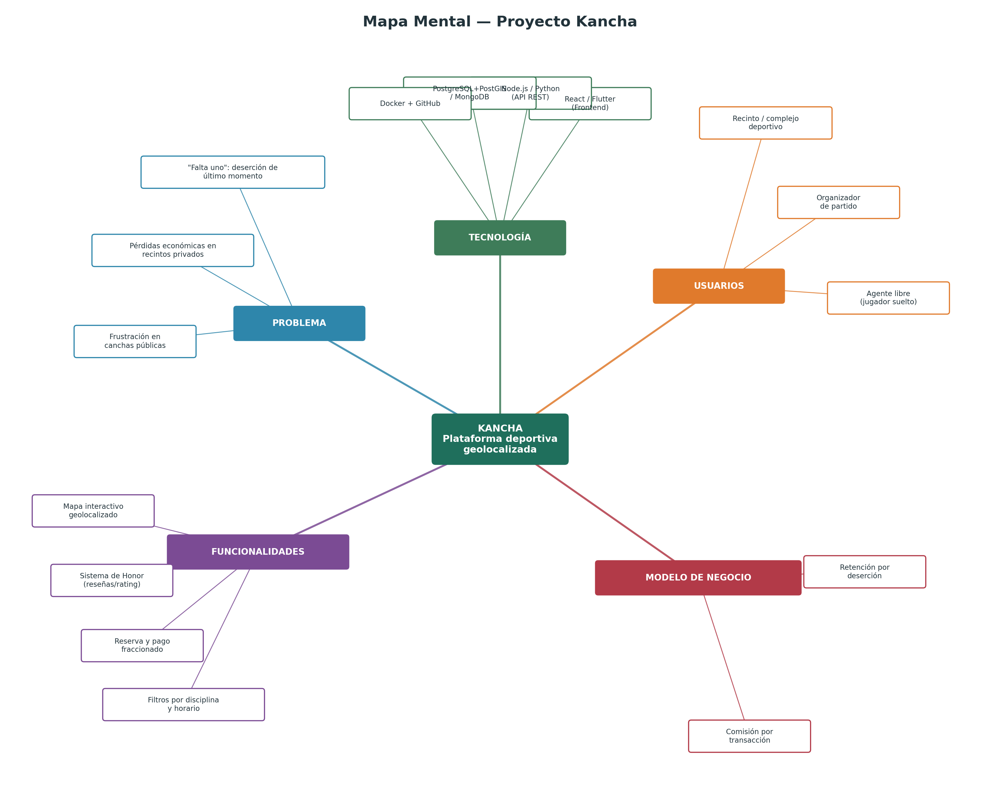 Mapa Mental — Proyecto Kancha
PostgreSQL+PostGIS
/ MongoDB
Node.js / Python
(API REST)
Docker + GitHub
React / Flutter
(Frontend)
Recinto / complejo
deportivo
"Falta uno": deserción de
último momento
Organizador
de partido
Pérdidas económicas en
recintos privados
TECNOLOGÍA
USUARIOS
Agente libre
(jugador suelto)
PROBLEMA
Frustración en
canchas públicas
KANCHA
Plataforma deportiva
geolocalizada
Mapa interactivo
geolocalizado
FUNCIONALIDADES
Sistema de Honor
(reseñas/rating)
MODELO DE NEGOCIO
Retención por
deserción
Reserva y pago
fraccionado
Filtros por disciplina
y horario
Comisión por
transacción